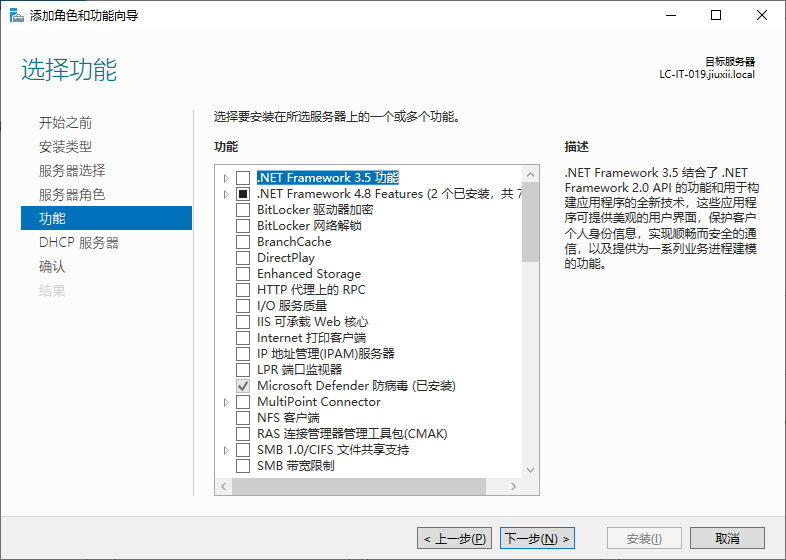 添加角色和功能向导
选择功能
目标服务器
LC-IT-019.jiuxii.local
开始之前
安装类型
服务器选择
服务器角色
功能
DHCP 服务器
确认
结果
选择要安装在所选服务器上的一个或多个功能。
功能
.NET Framework 3.5 功能
.NET Framework 4.8 Features (2 个已安装，共 7
BitLocker 驱动器加密
BitLocker 网络解锁
BranchCache
DirectPlay
Enhanced Storage
HTTP 代理上的 RPC
I/O 服务质量
IIS 可承载 Web 核心
Internet 打印客户端
IP 地址管理(IPAM)服务器
LPR 端口监视器
Microsoft Defender 防病毒 (已安装)
MultiPoint Connector
NFS 客户端
RAS 连接管理器管理工具包(CMAK)
SMB 1.0/CIFS 文件共享支持
SMB 带宽限制
描述
.NET Framework 3.5 结合了 .NET
Framework 2.0 API 的功能和用于构
建应用程序的全新技术，这些应用程
序可提供美观的用户界面，保护客户
个人身份信息，实现顺畅而安全的通
信，以及提供为一系列业务进程建模
的功能。
< 上一步(P)
下一步(N) >
安装(I)
取消